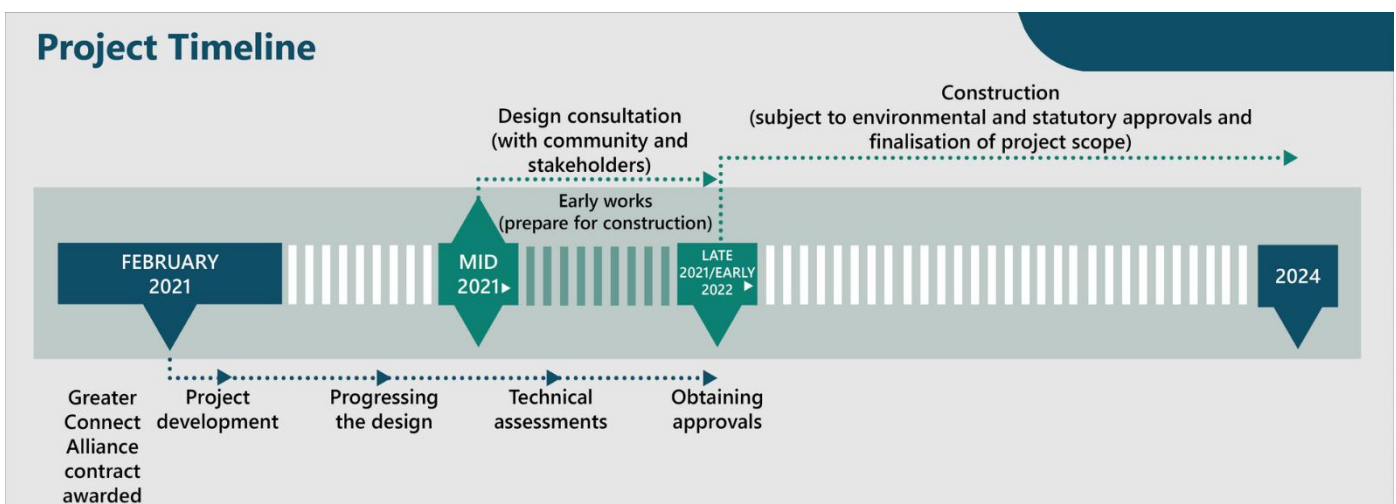 Project Timeline
Design consultation
(with community and
stakeholders)
Construction
(subject to environmental and statutory approvals and
finalisation of project scope)
Early works
(prepare for construction)
FEBRUARY
2021
MID
2021
LATE
2021/EARLY
2022
2024
Greater
Connect
Alliance
contract
awarded
Project
development
Progressing
the design
Technical
assessments
Obtaining
approvals